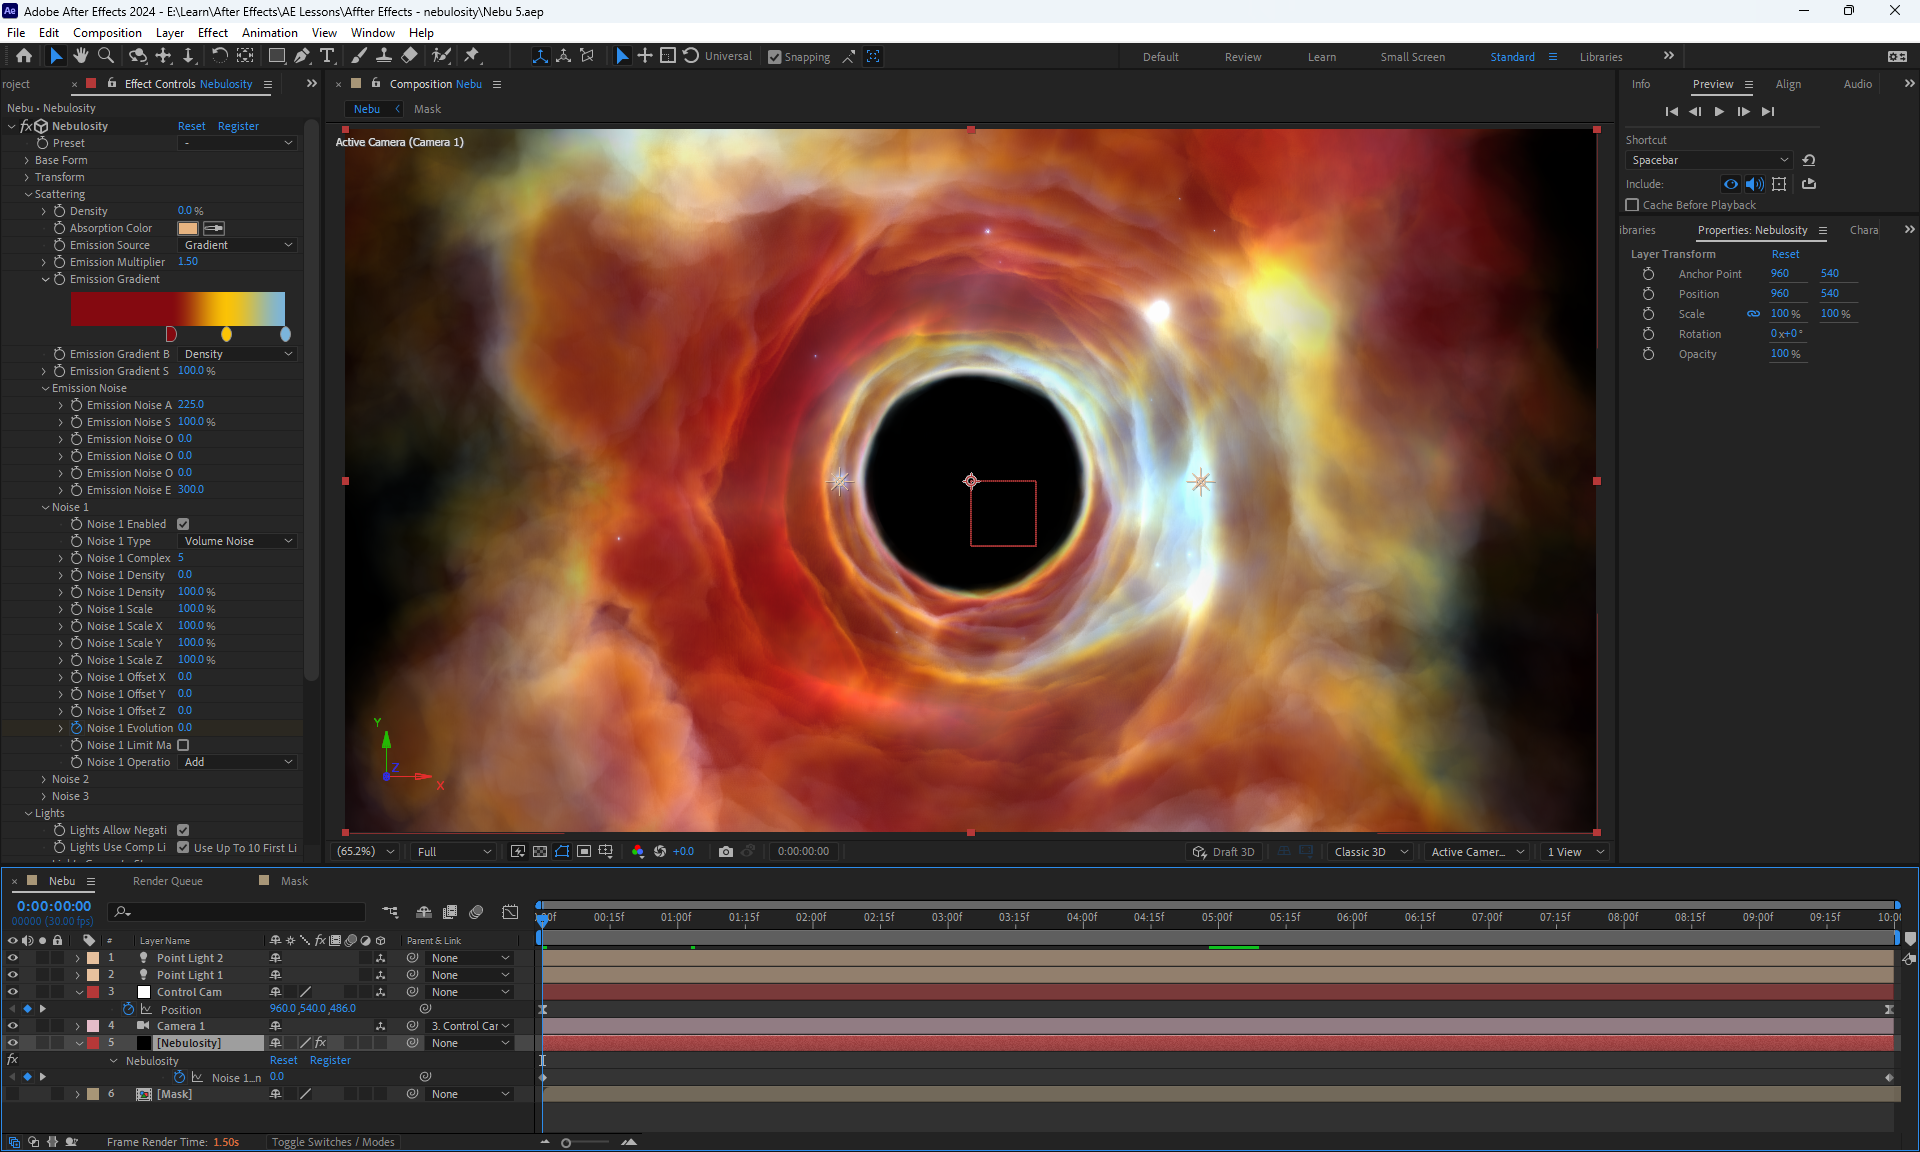 Adobe After Effects 2024 - E:\Learn\After Effects\AE Lessons\Affter Effects - nebulosity\Nebu 5.aep
File Edit Composition Layer Effect Animation View Window Help
Universal Snapping Default Review Learn Small Screen Standard Libraries
roject Effect Controls Nebulosity
Nebu • Nebulosity
Nebulosity Reset Register
Preset -
Base Form
Transform
Scattering
Density 0.0 %
Absorption Color
Emission Source Gradient
Emission Multiplier 1.50
Emission Gradient
Emission Gradient B Density
Emission Gradient S 100.0 %
Emission Noise
Emission Noise A 225.0
Emission Noise S 100.0 %
Emission Noise O 0.0
Emission Noise O 0.0
Emission Noise O 0.0
Emission Noise E 300.0
Noise 1
Noise 1 Enabled
Noise 1 Type Volume Noise
Noise 1 Complex 5
Noise 1 Density 0.0
Noise 1 Density 100.0 %
Noise 1 Scale 100.0 %
Noise 1 Scale X 100.0 %
Noise 1 Scale Y 100.0 %
Noise 1 Scale Z 100.0 %
Noise 1 Offset X 0.0
Noise 1 Offset Y 0.0
Noise 1 Offset Z 0.0
Noise 1 Evolution 0.0
Noise 1 Limit Ma
Noise 1 Operatio Add
Noise 2
Noise 3
Lights
Lights Allow Negati
Lights Use Comp Li Use Up To 10 First Li
Composition Nebu
Nebu Mask
Active Camera (Camera 1)
Y
Z
X
(65.2%) Full +0.0 0:00:00:00 Draft 3D Classic 3D Active Camer... 1 View
Info Preview Align Audio
Shortcut
Spacebar
Include:
Cache Before Playback
ibraries Properties: Nebulosity Chara
Layer Transform Reset
Anchor Point 960 540
Position 960 540
Scale 100 % 100 %
Rotation 0 x+0 °
Opacity 100 %
Nebu Render Queue Mask
0:00:00:00
00000 (30.00 fps)
00:15f 01:00f 01:15f 02:00f 02:15f 03:00f 03:15f 04:00f 04:15f 05:00f 05:15f 06:00f 06:15f 07:00f 07:15f 08:00f 08:15f 09:00f 09:15f 10:0
# Layer Name Parent & Link
1 Point Light 2 None
2 Point Light 1 None
3 Control Cam None
Position 960.0,540.0,486.0
4 Camera 1 3. Control Car
5 [Nebulosity] fx None
fx Nebulosity Reset Register
Noise 1...n 0.0
6 [Mask] None
Frame Render Time: 1.50s Toggle Switches / Modes